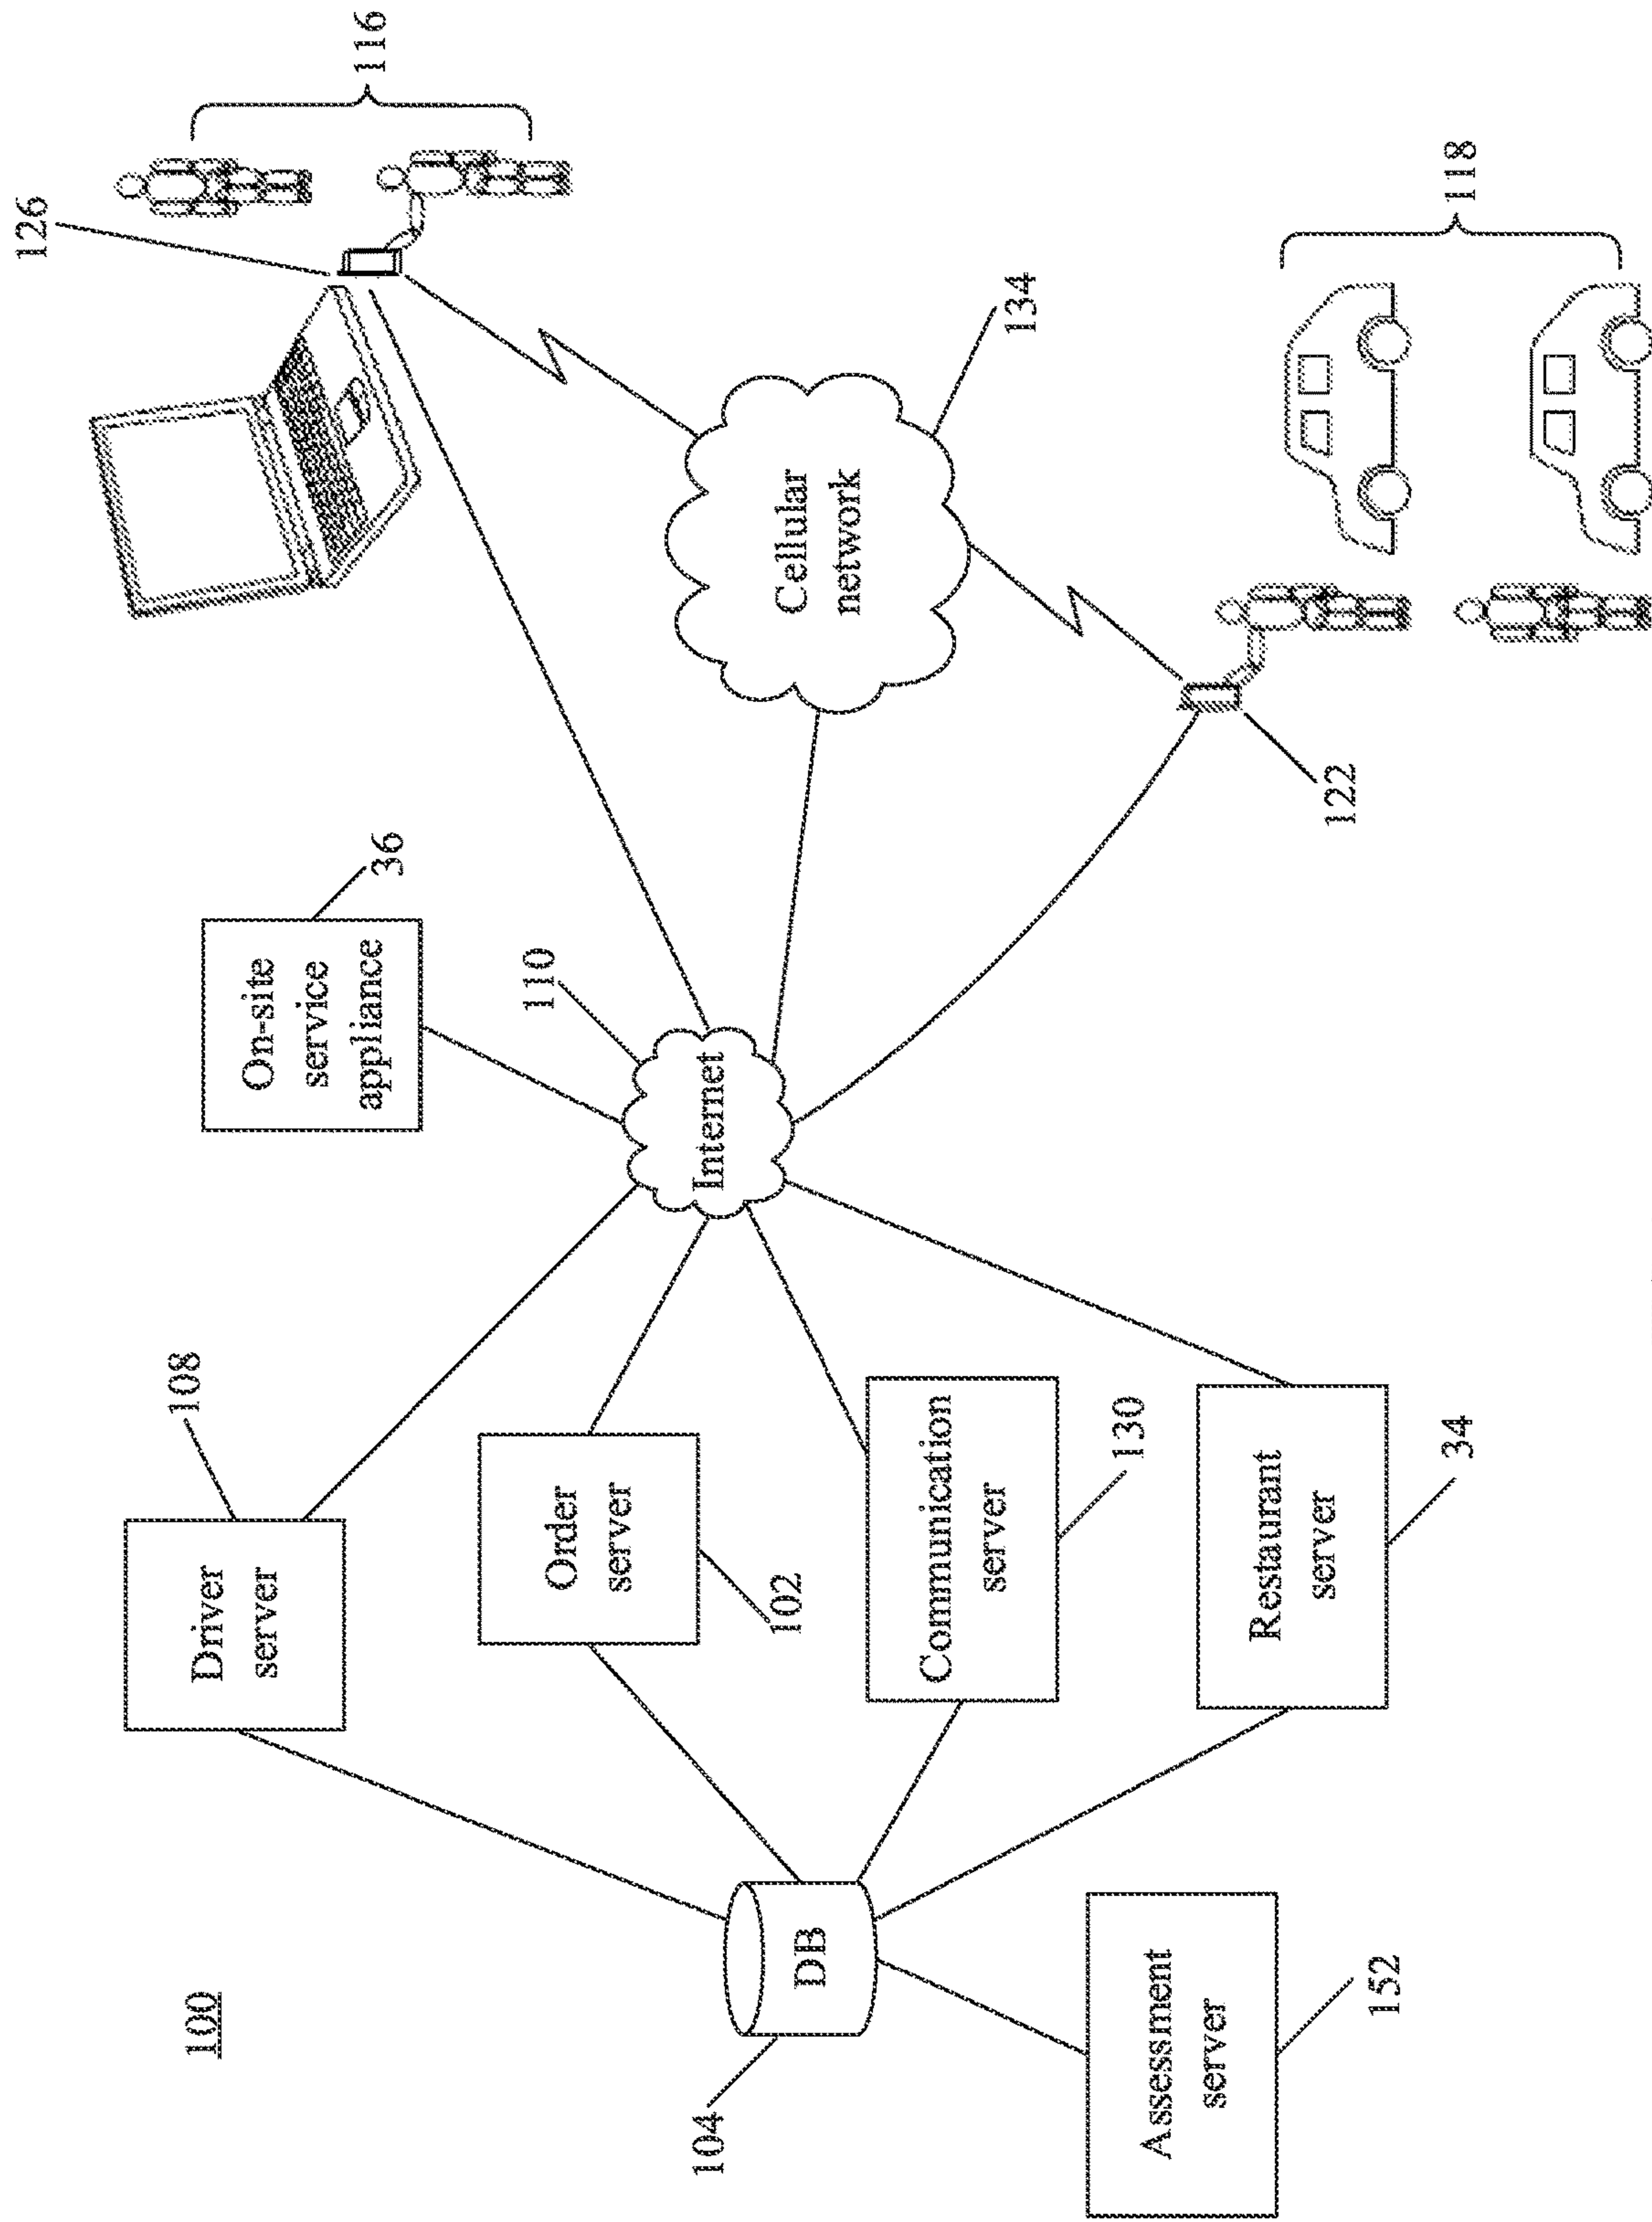 100
126
116
On-site
service
appliance
36
108
Driver
server
110
Internet
Cellular
network
134
Order
server
102
DB
104
Communication
server
130
118
122
Restaurant
server
34
Assessment
server
152